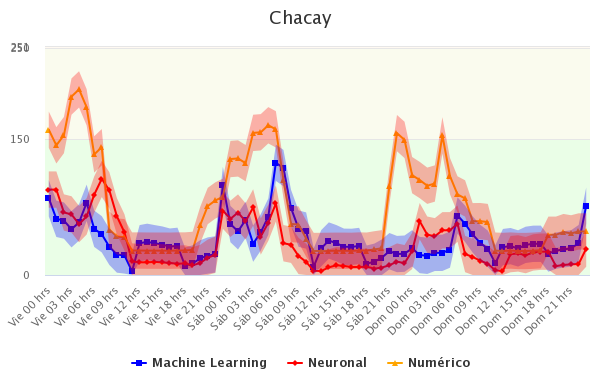 Chacay
250
150
0
Vie 00 hrs
Vie 03 hrs
Vie 06 hrs
Vie 09 hrs
Vie 12 hrs
Vie 15 hrs
Vie 18 hrs
Vie 21 hrs
Sáb 00 hrs
Sáb 03 hrs
Sáb 06 hrs
Sáb 09 hrs
Sáb 12 hrs
Sáb 15 hrs
Sáb 18 hrs
Sáb 21 hrs
Dom 00 hrs
Dom 03 hrs
Dom 06 hrs
Dom 09 hrs
Dom 12 hrs
Dom 15 hrs
Dom 18 hrs
Dom 21 hrs
Machine Learning Neuronal Numérico